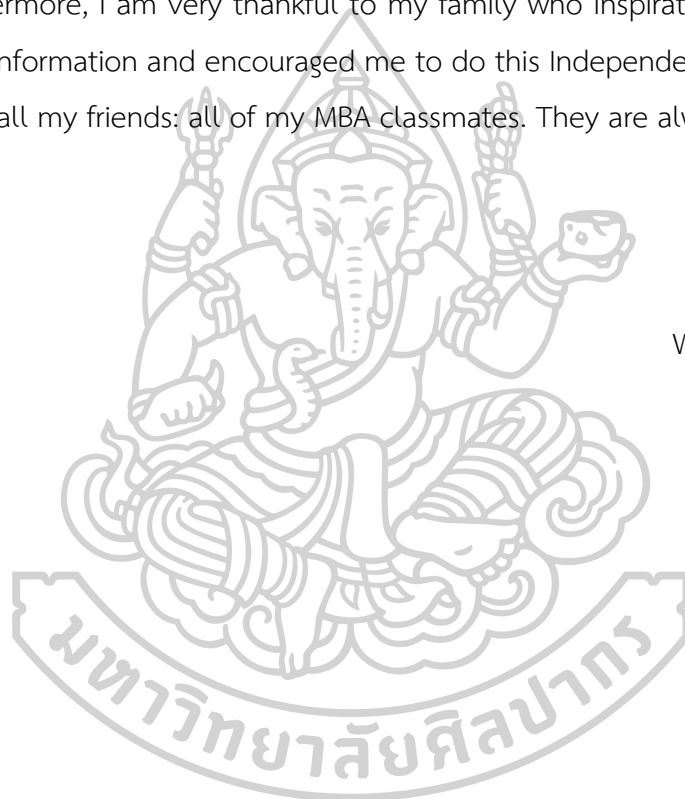 ermore, I am very thankful to my family who inspirat
nformation and encouraged me to do this Independe
all my friends: all of my MBA classmates. They are alw
W
มหาวิทยาลัยศิลปากร